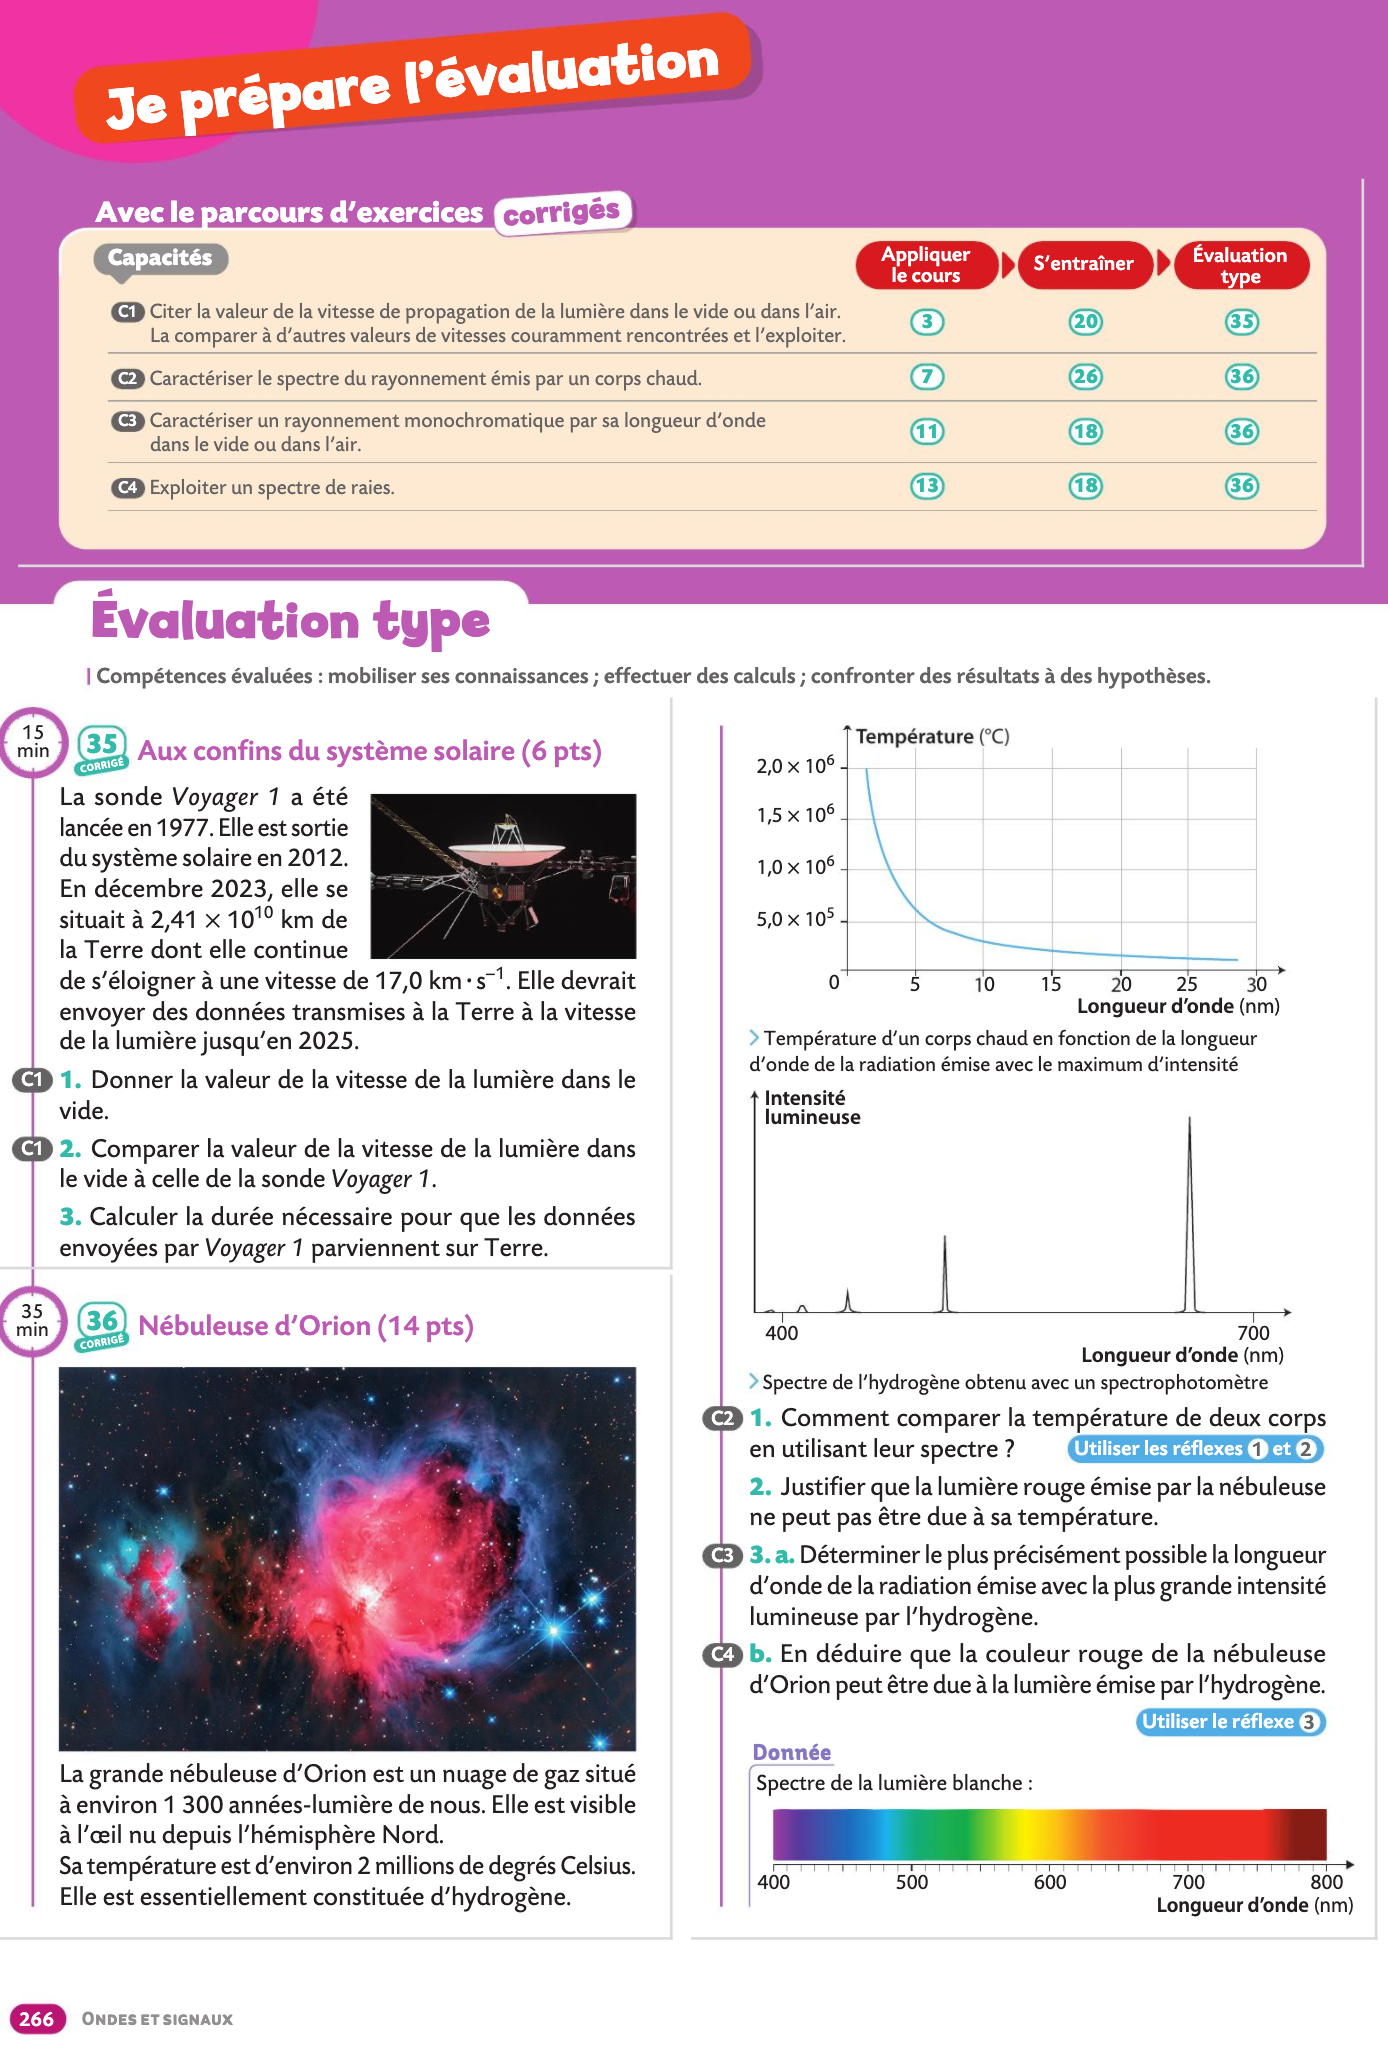 Je prépare l'évaluation
Avec le parcours d'exercices corrigés
Capacités
Appliquer
le cours
S'entraîner
Évaluation
type
C1 Citer la valeur de la vitesse de propagation de la lumière dans le vide ou dans l'air.
La comparer à d'autres valeurs de vitesses couramment rencontrées et l'exploiter.
3 20 35
C2 Caractériser le spectre du rayonnement émis par un corps chaud.
7 26 36
C3 Caractériser un rayonnement monochromatique par sa longueur d'onde
dans le vide ou dans l'air.
11 18 36
C4 Exploiter un spectre de raies.
13 18 36
Évaluation type
Compétences évaluées : mobiliser ses connaissances ; effectuer des calculs ; confronter des résultats à des hypothèses.
15
min
35
CORRIGÉ
Aux confins du système solaire (6 pts)
La sonde Voyager 1 a été
lancée en 1977. Elle est sortie
du système solaire en 2012.
En décembre 2023, elle se
situait à 2,41 × 10¹⁰ km de
la Terre dont elle continue
de s'éloigner à une vitesse de 17,0 km·s⁻¹. Elle devrait
envoyer des données transmises à la Terre à la vitesse
de la lumière jusqu'en 2025.
C1 1. Donner la valeur de la vitesse de la lumière dans le
vide.
C1 2. Comparer la valeur de la vitesse de la lumière dans
le vide à celle de la sonde Voyager 1.
3. Calculer la durée nécessaire pour que les données
envoyées par Voyager 1 parviennent sur Terre.
35
min
36
CORRIGÉ
Nébuleuse d'Orion (14 pts)
La grande nébuleuse d'Orion est un nuage de gaz situé
à environ 1 300 années-lumière de nous. Elle est visible
à l'œil nu depuis l'hémisphère Nord.
Sa température est d'environ 2 millions de degrés Celsius.
Elle est essentiellement constituée d'hydrogène.
Température (°C)
2,0 × 10⁶
1,5 × 10⁶
1,0 × 10⁶
5,0 × 10⁵
0 5 10 15 20 25 30
Longueur d'onde (nm)
> Température d'un corps chaud en fonction de la longueur
d'onde de la radiation émise avec le maximum d'intensité
Intensité
lumineuse
400 700
Longueur d'onde (nm)
> Spectre de l'hydrogène obtenu avec un spectrophotomètre
C2 1. Comment comparer la température de deux corps
en utilisant leur spectre ? Utiliser les réflexes 1 et 2
2. Justifier que la lumière rouge émise par la nébuleuse
ne peut pas être due à sa température.
C3 3. a. Déterminer le plus précisément possible la longueur
d'onde de la radiation émise avec la plus grande intensité
lumineuse par l'hydrogène.
C4 b. En déduire que la couleur rouge de la nébuleuse
d'Orion peut être due à la lumière émise par l'hydrogène.
Utiliser le réflexe 3
Donnée
Spectre de la lumière blanche :
400 500 600 700 800
Longueur d'onde (nm)
266 ONDES ET SIGNAUX